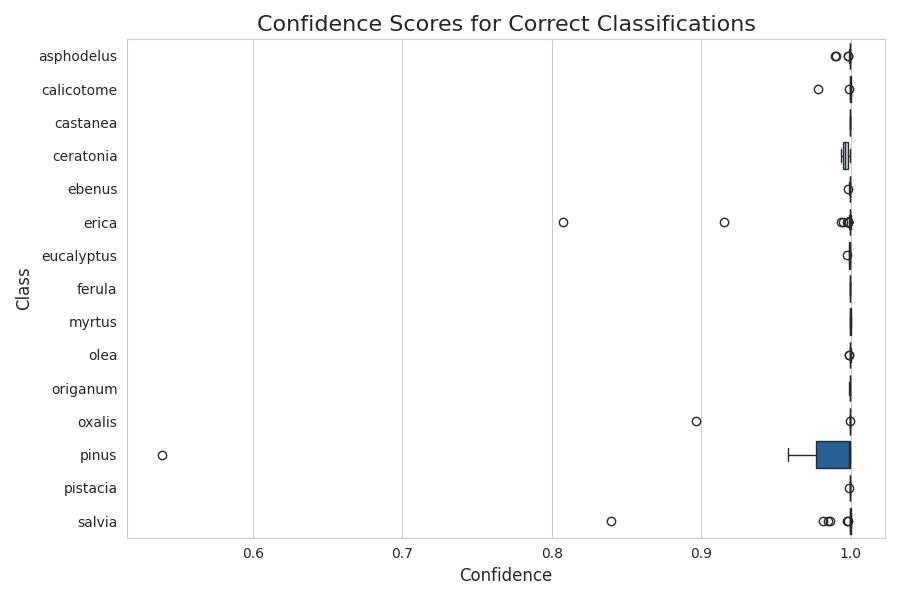 Confidence Scores for Correct Classifications
asphodelus
calicotome
castanea
ceratonia
ebenus
erica
eucalyptus
ferula
myrtus
olea
origanum
oxalis
pinus
pistacia
salvia
Class
0.6 0.7 0.8 0.9 1.0
Confidence